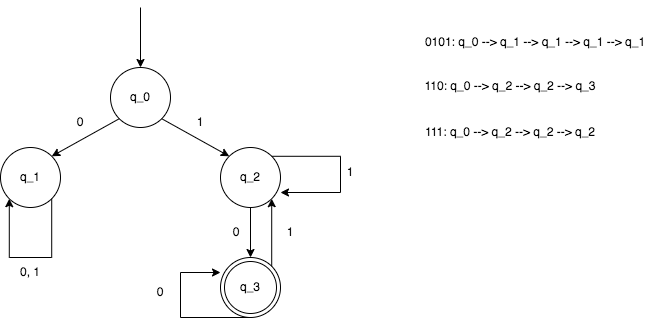 0101: q_0 --> q_1 --> q_1 --> q_1 --> q_1
110: q_0 --> q_2 --> q_2 --> q_3
111: q_0 --> q_2 --> q_2 --> q_2
q_0
0
1
q_1
q_2
1
0
1
0, 1
q_3
0